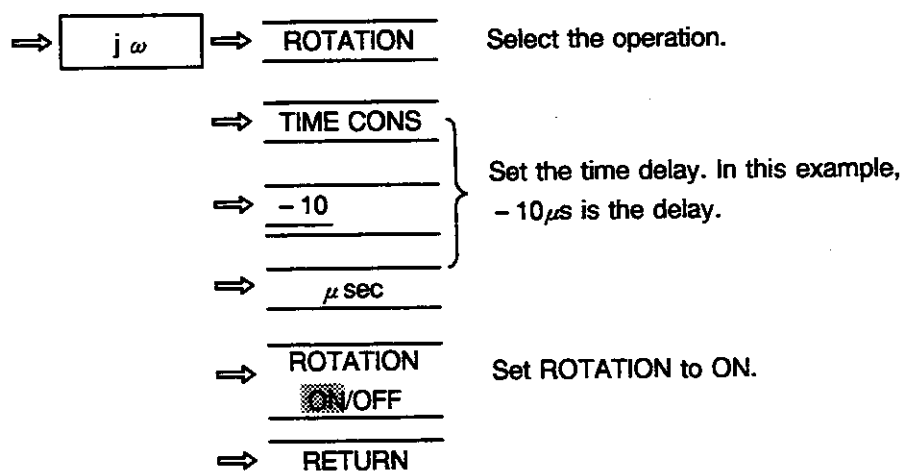 ⇒ j ω ⇒ ROTATION Select the operation.
⇒ TIME CONS
Set the time delay. In this example,
⇒ – 10
– 10μs is the delay.
⇒ μ sec
⇒ ROTATION
ON/OFF
Set ROTATION to ON.
⇒ RETURN